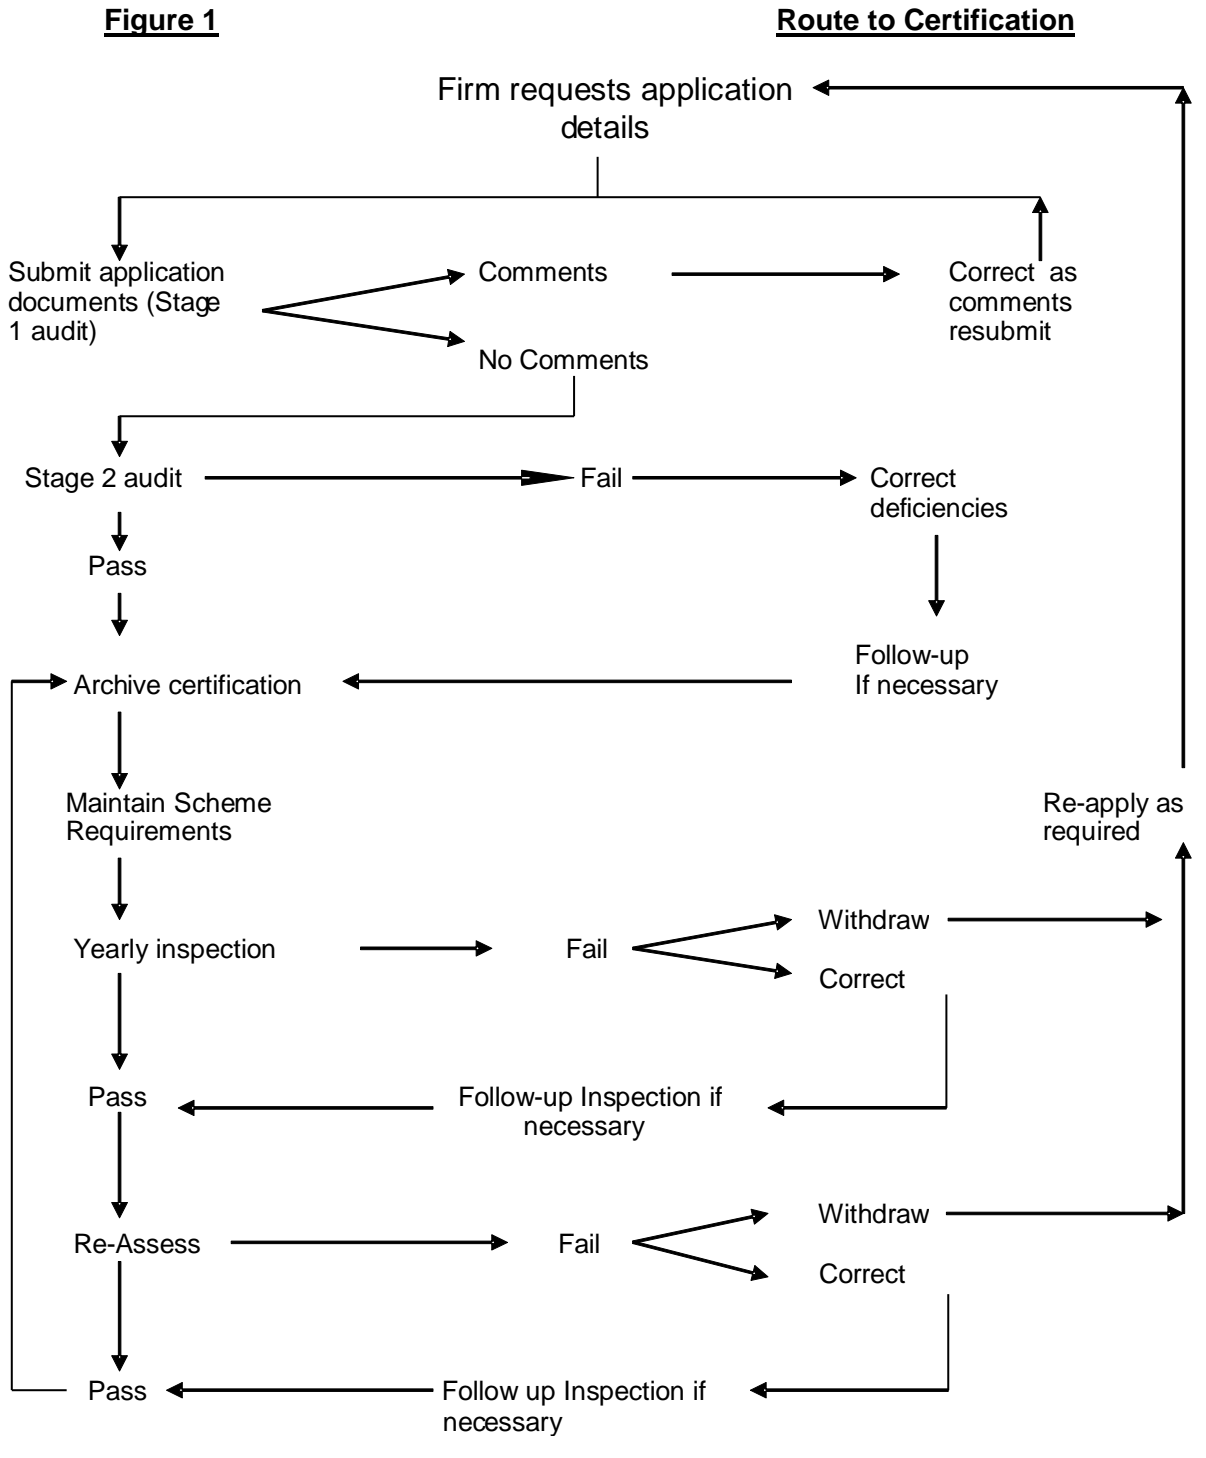 Figure 1
Route to Certification
Firm requests application
details
Submit application
documents (Stage
1 audit)
Comments
Correct as
comments
resubmit
No Comments
Stage 2 audit
Fail
Correct
deficiencies
Pass
Follow-up
If necessary
Archive certification
Maintain Scheme
Requirements
Re-apply as
required
Withdraw
Yearly inspection
Fail
Correct
Pass
Follow-up Inspection if
necessary
Withdraw
Re-Assess
Fail
Correct
Pass
Follow up Inspection if
necessary